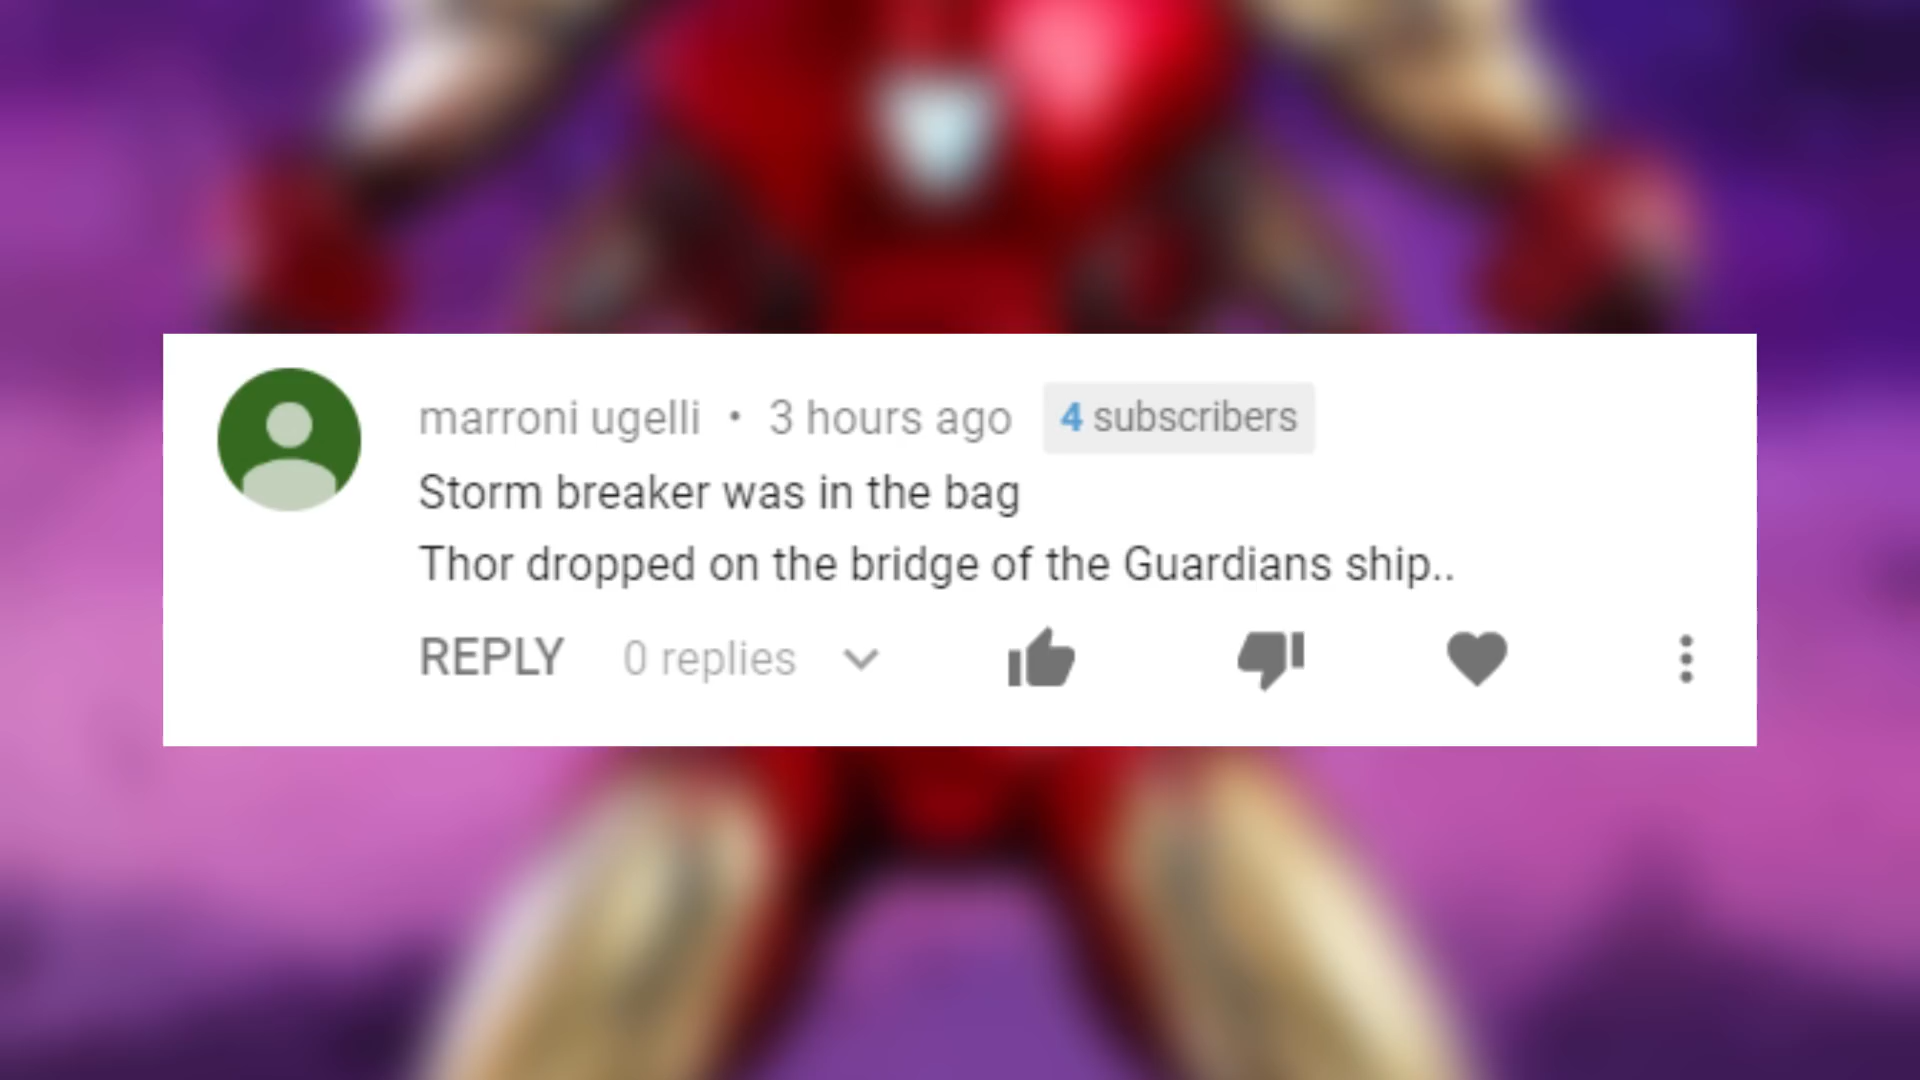 marroni ugelli • 3 hours ago 4 subscribers
Storm breaker was in the bag
Thor dropped on the bridge of the Guardians ship..
REPLY 0 replies